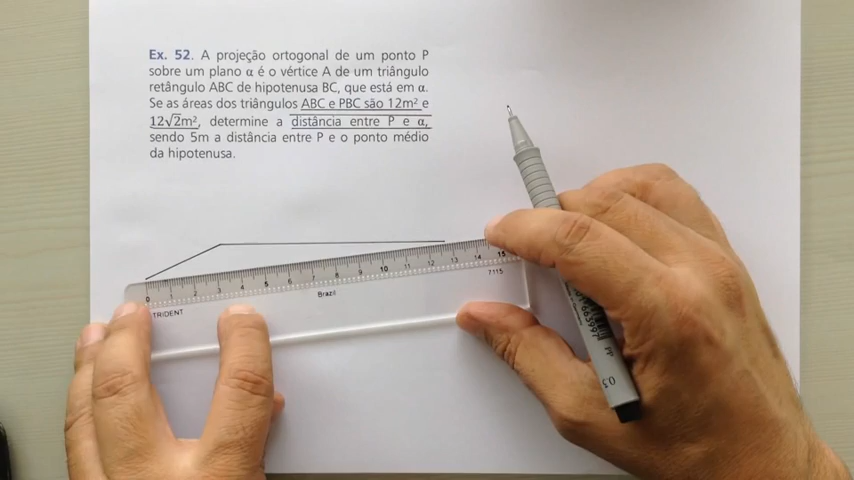 Ex. 52. A projeção ortogonal de um ponto P
sobre um plano α é o vértice A de um triângulo
retângulo ABC de hipotenusa BC, que está em α.
Se as áreas dos triângulos ABC e PBC são 12m² e
12√2m², determine a distância entre P e α,
sendo 5m a distância entre P e o ponto médio
da hipotenusa.
0 1 2 3 4 5 6 7 8 9 10 11 12 13 14 15
TRIDENT
Brazil
7115
0.5